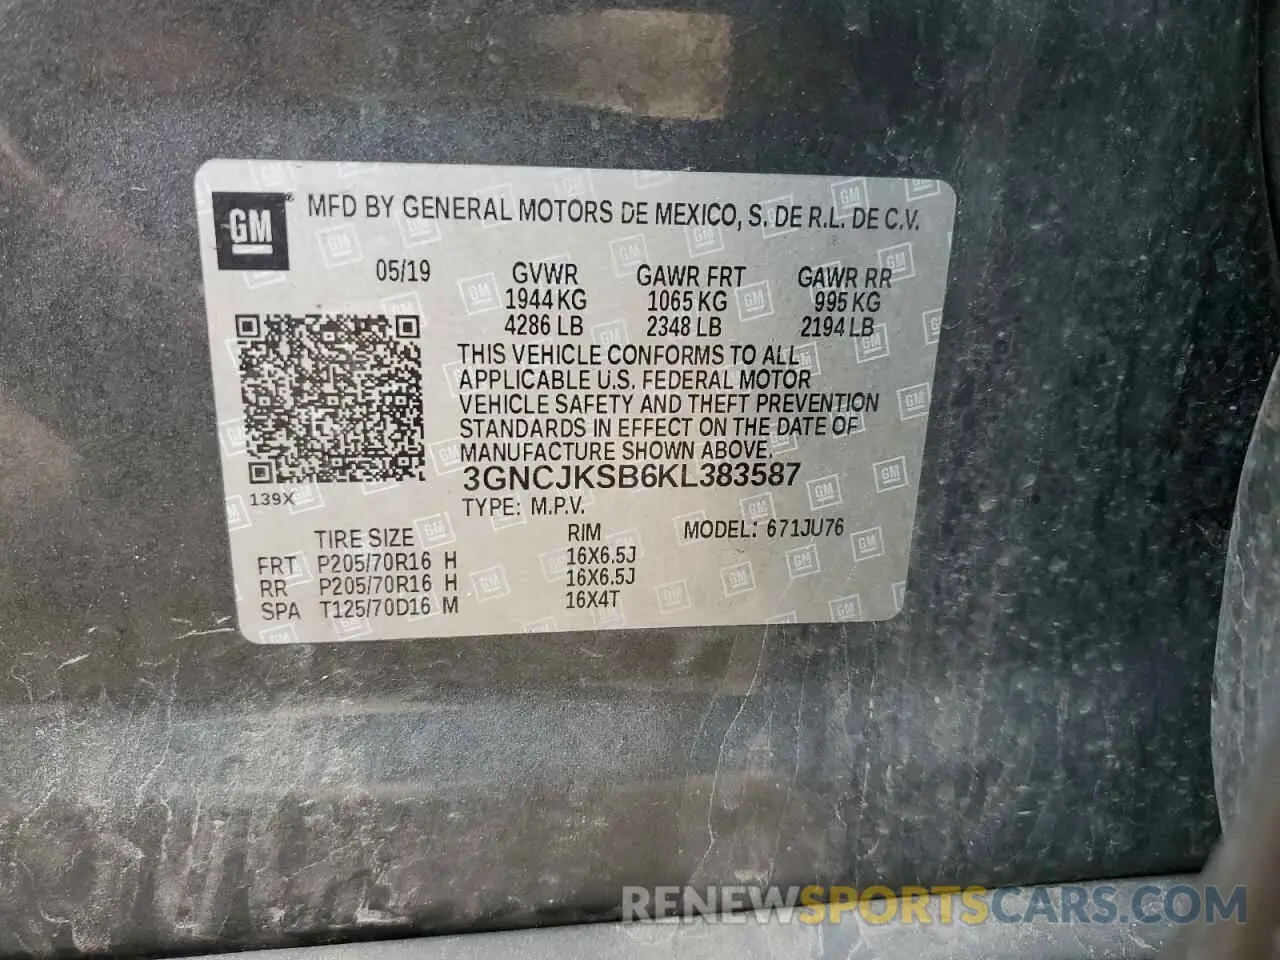 GM
MFD BY GENERAL MOTORS DE MEXICO, S. DE R.L. DE C.V.
05/19 GVWR GAWR FRT GAWR RR
1944 KG 1065 KG 995 KG
4286 LB 2348 LB 2194 LB
THIS VEHICLE CONFORMS TO ALL
APPLICABLE U.S. FEDERAL MOTOR
VEHICLE SAFETY AND THEFT PREVENTION
STANDARDS IN EFFECT ON THE DATE OF
MANUFACTURE SHOWN ABOVE.
3GNCJKSB6KL383587
139X
TYPE: M.P.V.
TIRE SIZE RIM MODEL: 671JU76
FRT P205/70R16 H 16X6.5J
RR P205/70R16 H 16X6.5J
SPA T125/70D16 M 16X4T
RENEWSPORTSCARS.COM